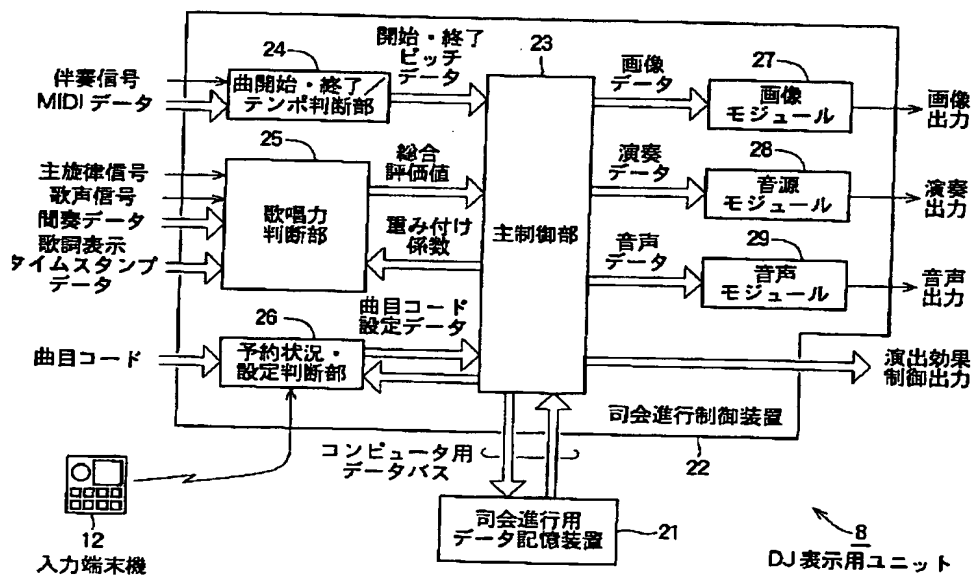 伴奏信号
MIDI データ
24
曲開始・終了／
テンポ判断部
開始・終了
ピッチ
データ
23
画像
データ
27
画像
モジュール
画像
出力
主旋律信号
歌声信号
間奏データ
歌詞表示
タイムスタンプ
データ
25
歌唱力
判断部
総合
評価値
重み付け
係数
主制御部
演奏
データ
28
音源
モジュール
演奏
出力
音声
データ
29
音声
モジュール
音声
出力
曲目コード
26
予約状況・
設定判断部
曲目コード
設定データ
演出効果
制御出力
司会進行制御装置
22
コンピュータ用
データバス
12
入力端末機
司会進行用
データ記憶装置
21
8
DJ表示用ユニット